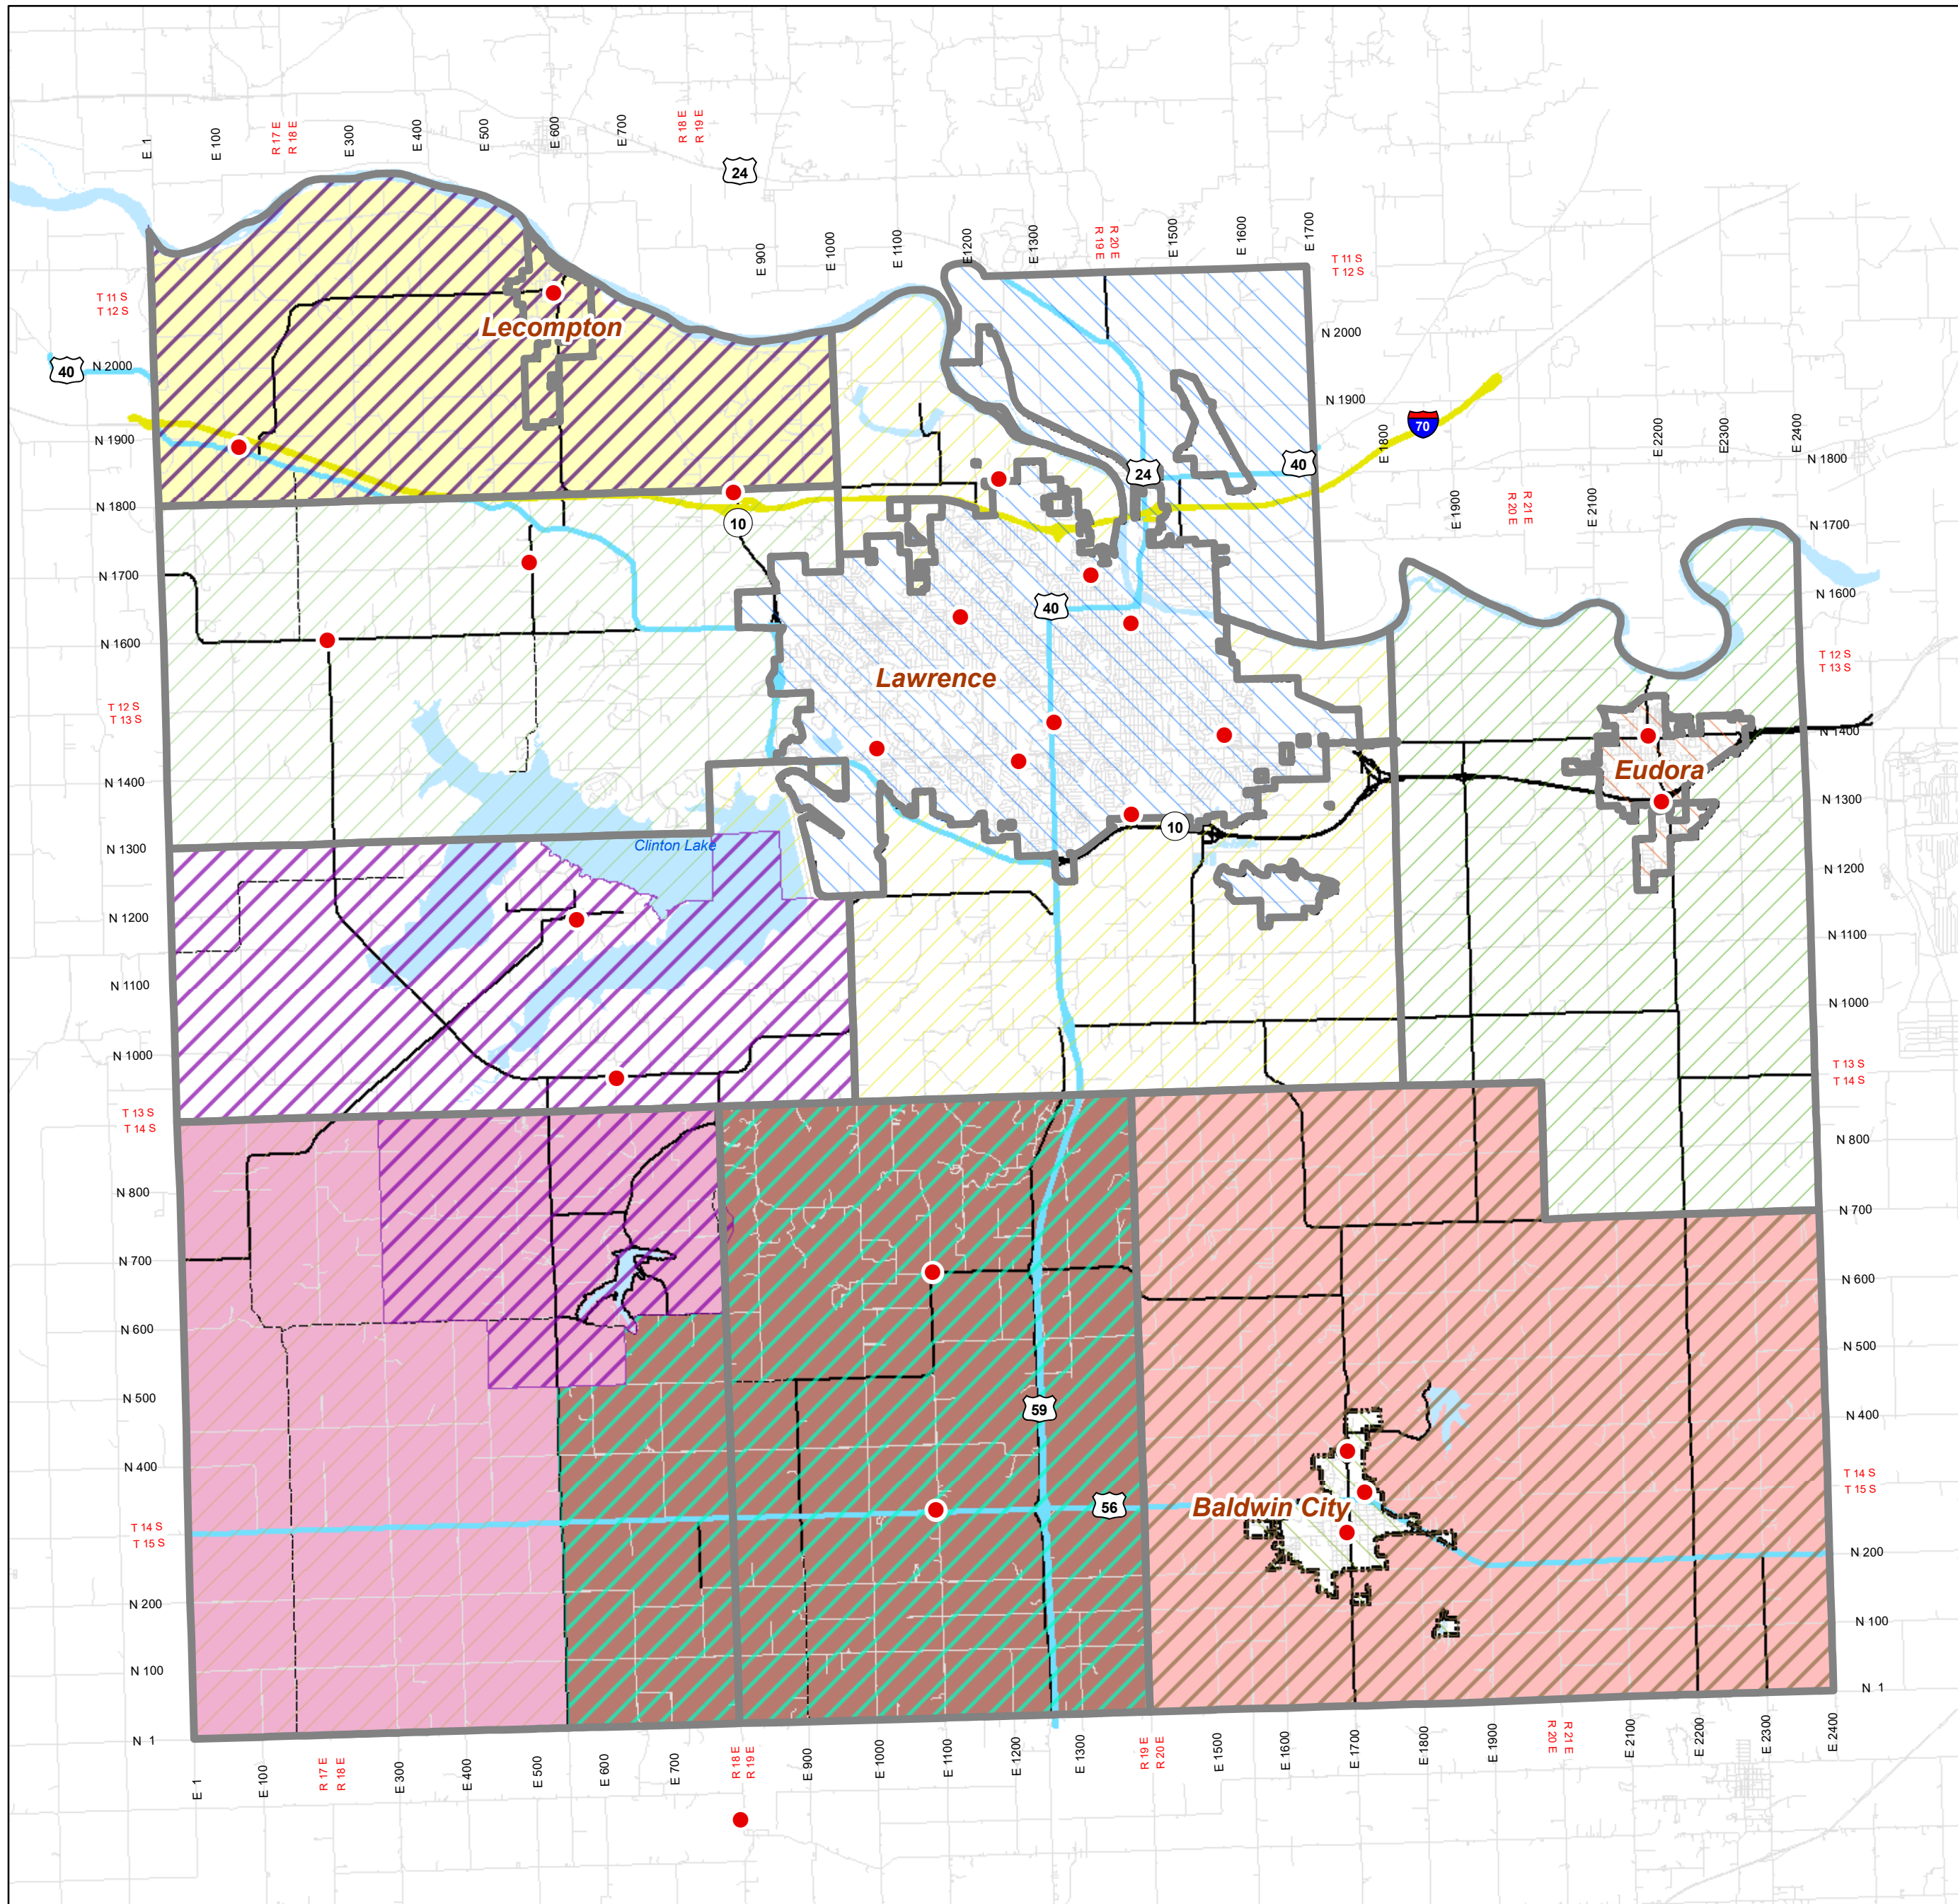 E 1
E 100
R 17 E
R 18 E
E 300
E 400
E 500
E 600
E 700
R 18 E
R 19 E
24
E 900
E 1000
E 1100
E1200
E 1300
R 19 E
R 20 E
E 1500
E 1600
E 1700
T 11 S
T 12 S
T 11 S
T 12 S
Lecompton
N 2000
N 2000
40
N 1900
N 1900
70
E 1800
E 2200
E2300
E 2400
N 1800
24
40
N 1800
10
E 1900
R 20 E
R 21 E
E 2100
N 1700
N 1700
N 1600
40
N 1600
T 12 S
T 13 S
Lawrence
T 12 S
T 13 S
N 1400
Eudora
N 1400
N 1300
10
Clinton Lake
N 1300
N 1200
N 1200
N 1100
N 1100
N 1000
N 1000
T 13 S
T 14 S
T 13 S
T 14 S
N 800
N 800
N 700
N 700
N 600
N 600
N 500
N 500
59
N 400
N 400
T 14 S
T 15 S
56
Baldwin City
T 14 S
T 15 S
N 200
N 200
N 100
N 100
N 1
N 1
E 1
E 100
R 17 E
R 18 E
E 300
E 400
E 500
E 600
E 700
R 18 E
R 19 E
E 900
E 1000
E 1100
E 1200
E 1300
R 19 E
R 20 E
E 1500
E 1600
E 1700
E 1800
E 1900
R 20 E
R 21 E
E 2100
E 2200
E 2300
E 2400